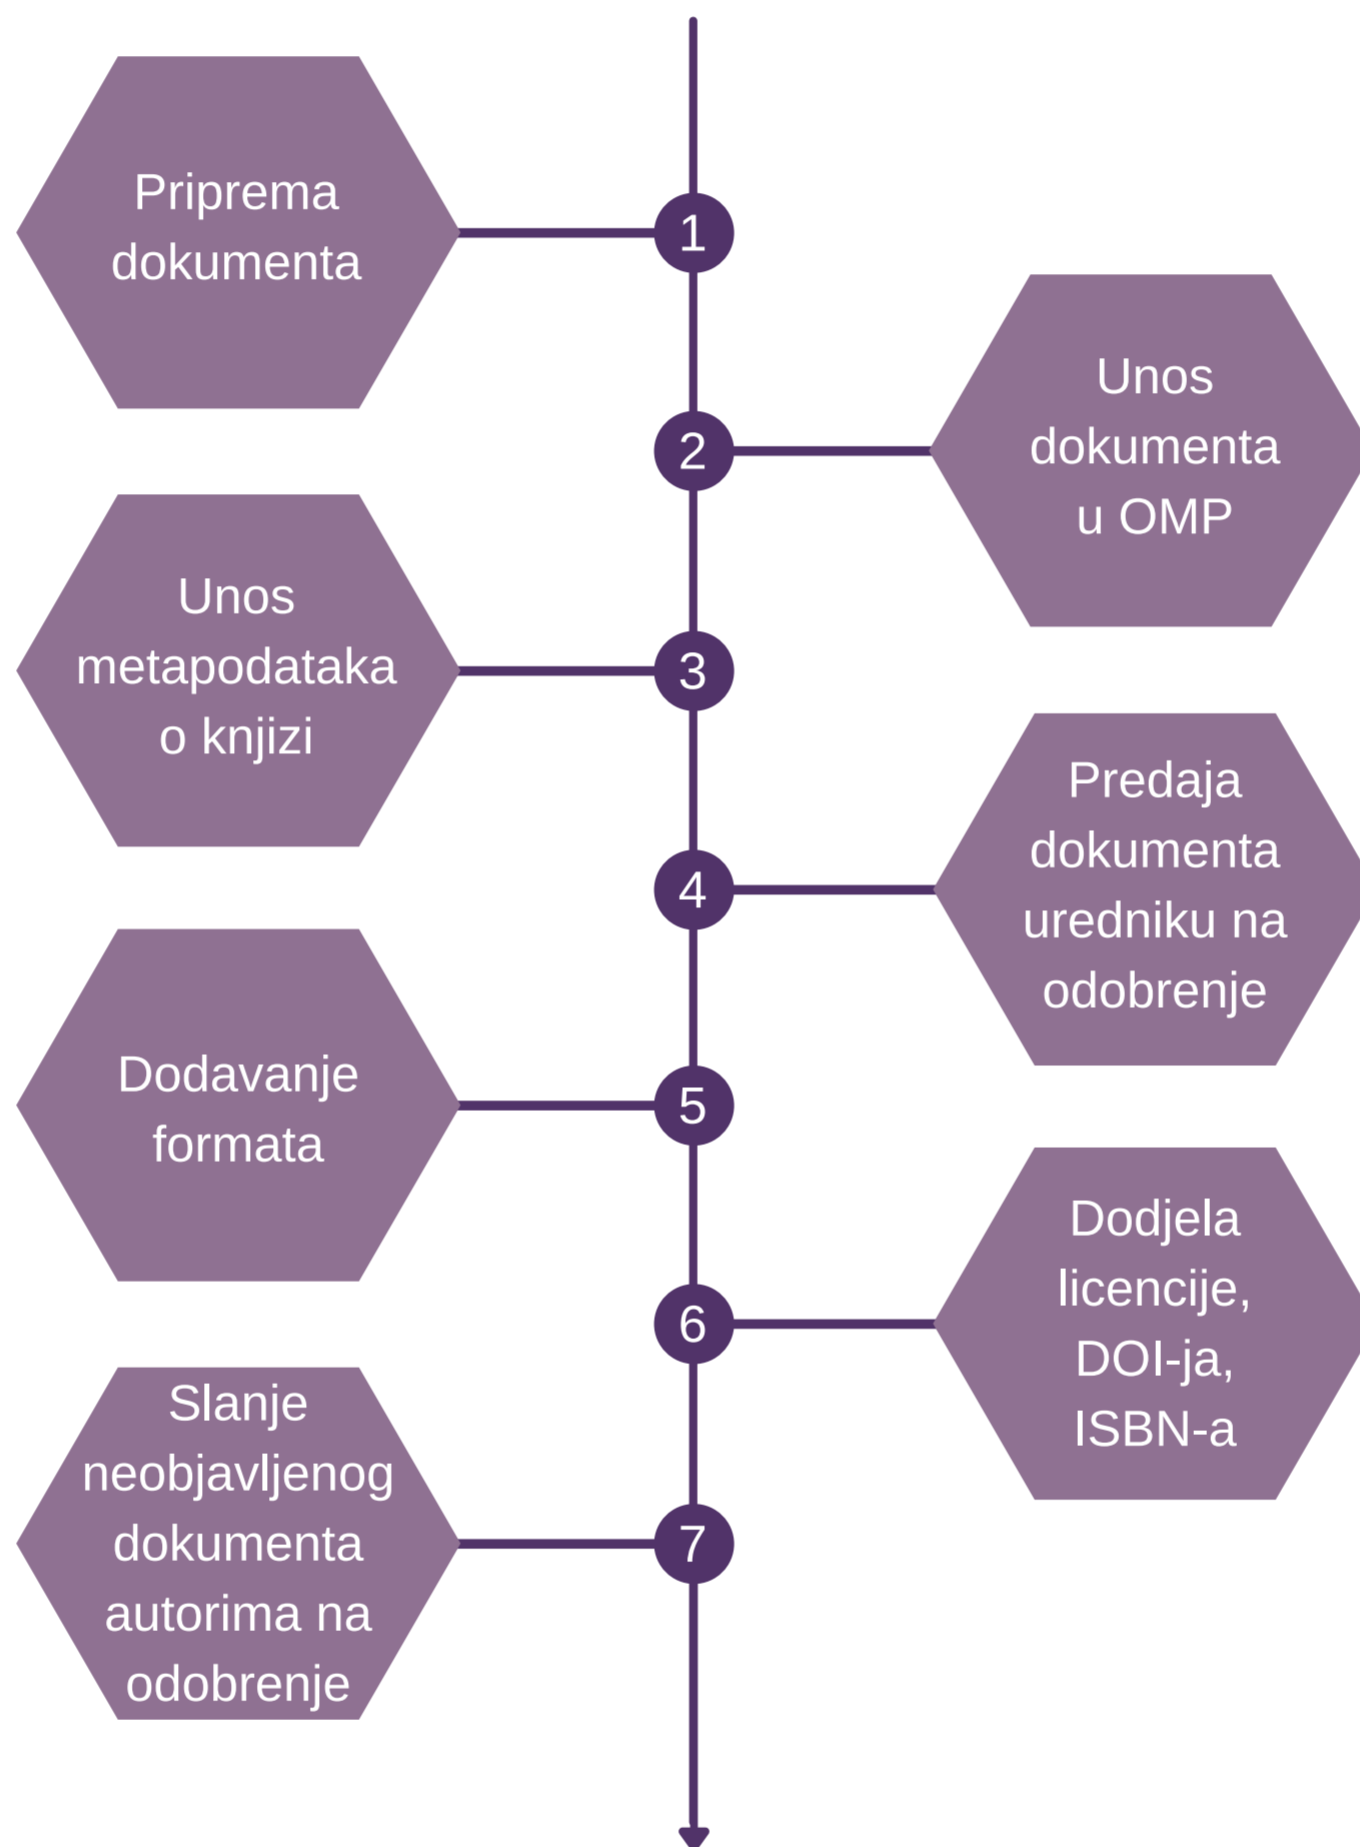 Priprema
dokumenta
1
2
Unos
dokumenta
u OMP
Unos
metapodataka
o knjizi
3
4
Predaja
dokumenta
uredniku na
odobrenje
Dodavanje
formata
5
6
Dodjela
licencije,
DOI-ja,
ISBN-a
Slanje
neobjavljenog
dokumenta
autorima na
odobrenje
7